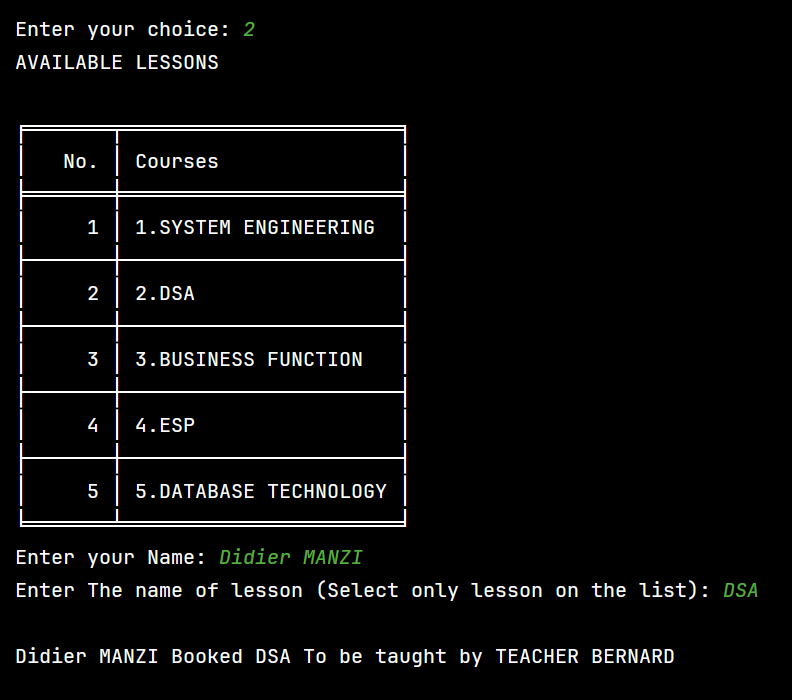 Enter your choice: 2
AVAILABLE LESSONS
No. Courses
1 1.SYSTEM ENGINEERING
2 2.DSA
3 3.BUSINESS FUNCTION
4 4.ESP
5 5.DATABASE TECHNOLOGY
Enter your Name: Didier MANZI
Enter The name of lesson (Select only lesson on the list): DSA
Didier MANZI Booked DSA To be taught by TEACHER BERNARD